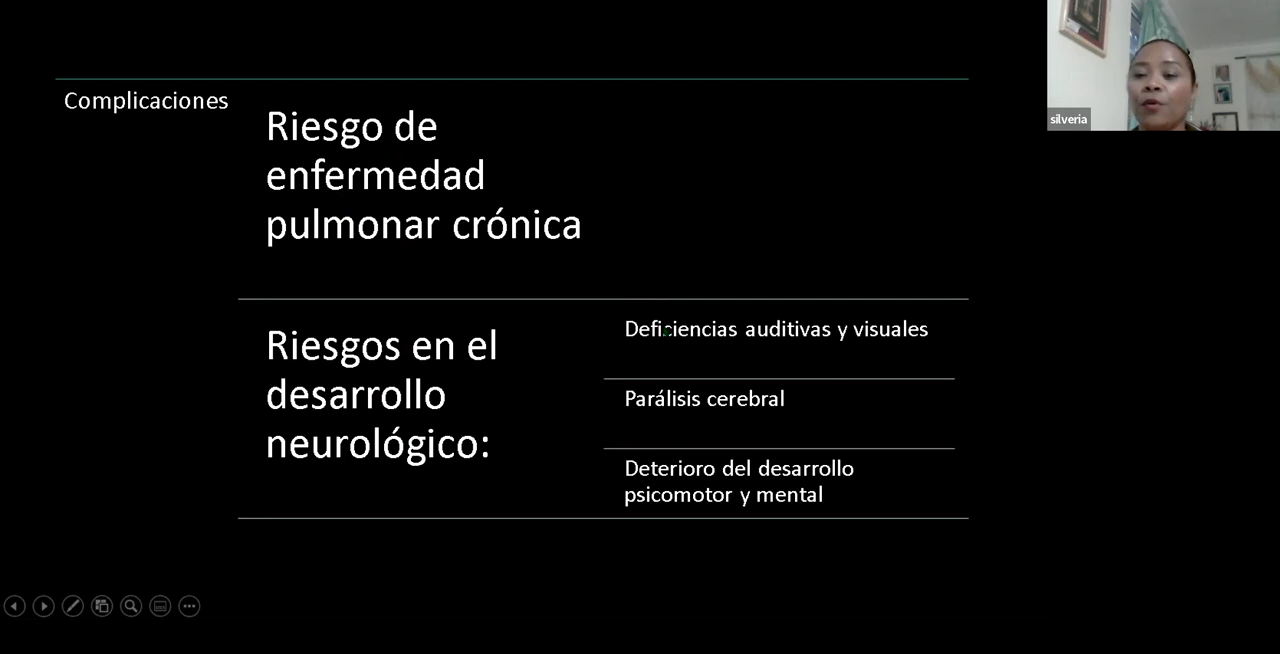 Complicaciones
Riesgo de
enfermedad
pulmonar crónica
Riesgos en el
desarrollo
neurológico:
Deficiencias auditivas y visuales
Parálisis cerebral
Deterioro del desarrollo
psicomotor y mental
silveria